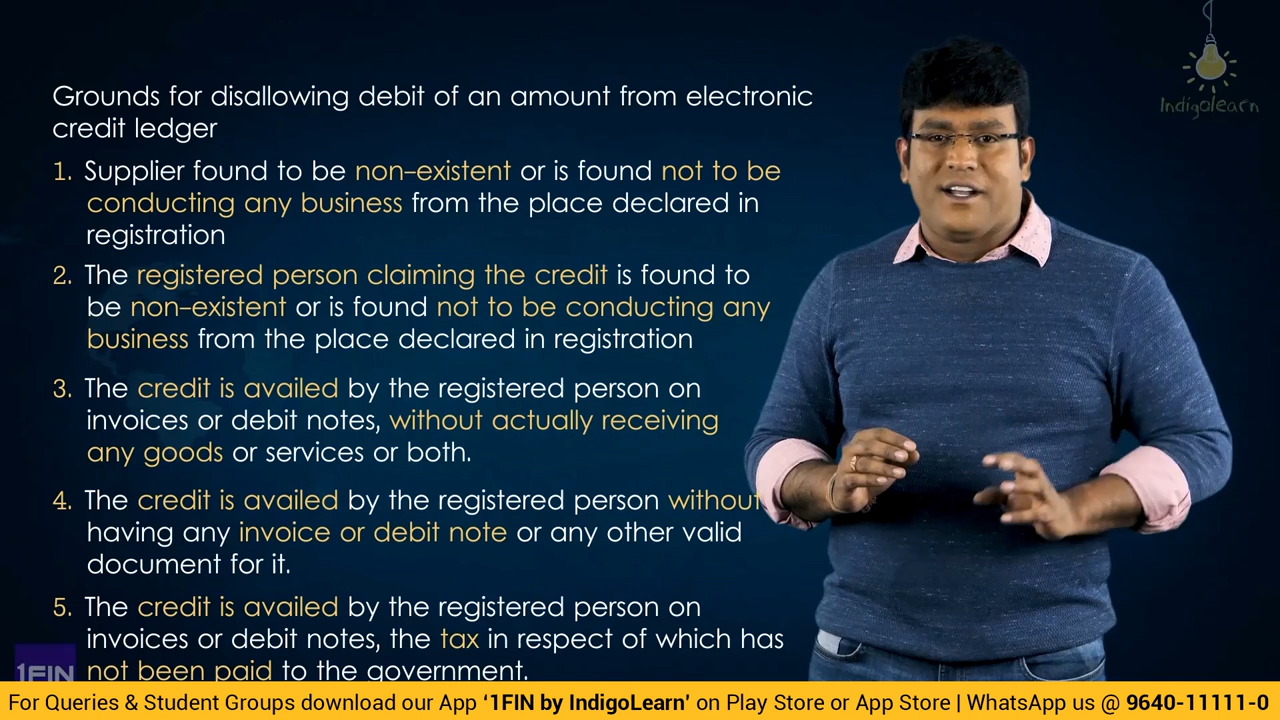 Indigolearn
Grounds for disallowing debit of an amount from electronic
credit ledger
1. Supplier found to be non-existent or is found not to be
conducting any business from the place declared in
registration
2. The registered person claiming the credit is found to
be non-existent or is found not to be conducting any
business from the place declared in registration
3. The credit is availed by the registered person on
invoices or debit notes, without actually receiving
any goods or services or both.
4. The credit is availed by the registered person without
having any invoice or debit note or any other valid
document for it.
5. The credit is availed by the registered person on
invoices or debit notes, the tax in respect of which has
not been paid to the government.
1FIN
For Queries & Student Groups download our App ‘1FIN by IndigoLearn’ on Play Store or App Store | WhatsApp us @ 9640-11111-0